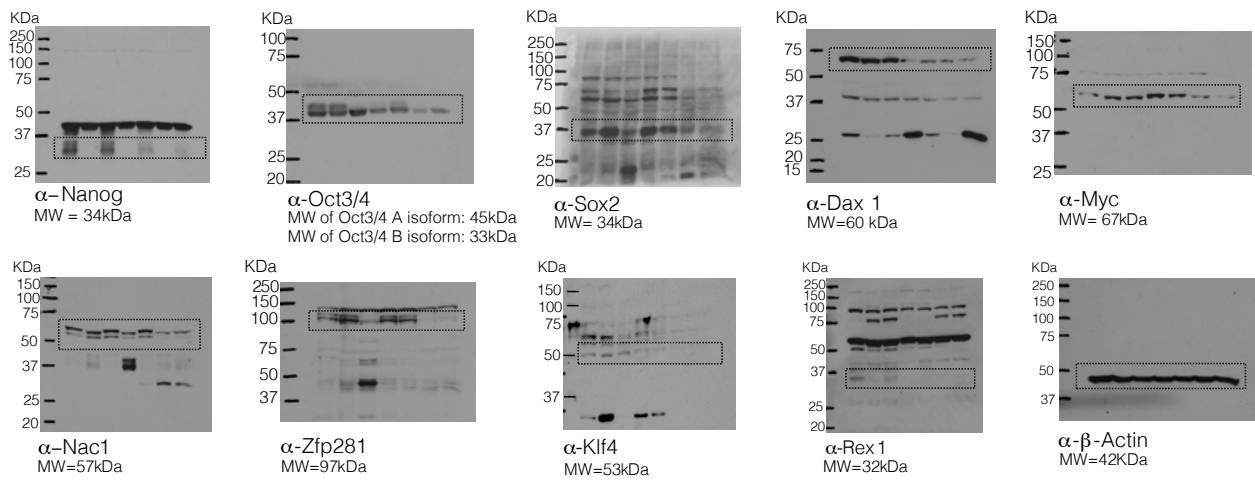 KDa
250
150
100
75
50
37
25
α–Nanog
MW = 34kDa
KDa
100
75
50
37
25
20
α-Oct3/4
MW of Oct3/4 A isoform: 45kDa
MW of Oct3/4 B isoform: 33kDa
KDa
250
150
100
75
50
37
25
20
α-Sox2
MW = 34kDa
KDa
75
50
37
25
20
15
α-Dax 1
MW=60 kDa
KDa
150
100
75
50
37
25
α-Myc
MW= 67kDa
KDa
150
100
75
50
37
25
20
α–Nac1
MW=57kDa
KDa
250
150
100
75
50
37
α-Zfp281
MW=97kDa
KDa
150
100
75
50
37
α-Klf4
MW=53kDa
KDa
250
150
100
75
50
37
25
20
α-Rex1
MW=32kDa
KDa
250
150
100
75
50
37
α-β-Actin
MW=42KDa